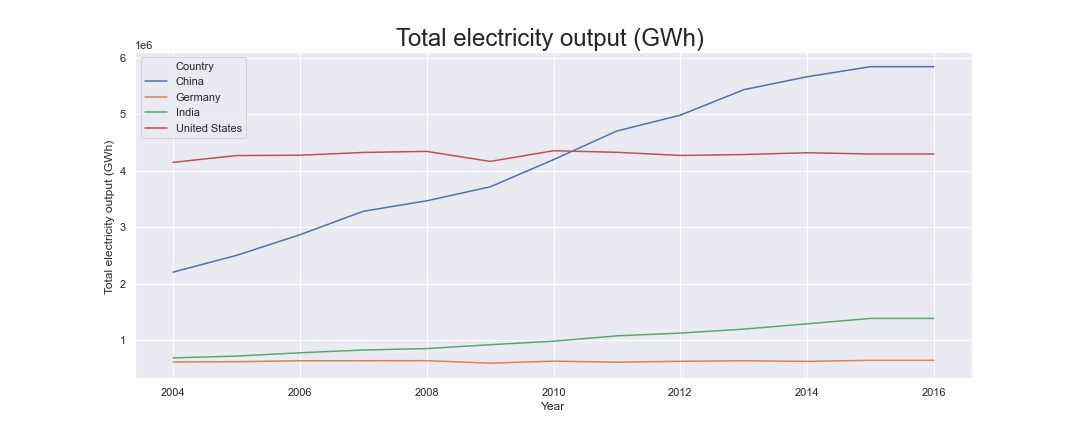 Total electricity output (GWh)
1e6
6
5
4
3
2
1
Total electricity output (GWh)
Country
China
Germany
India
United States
2004 2006 2008 2010 2012 2014 2016
Year